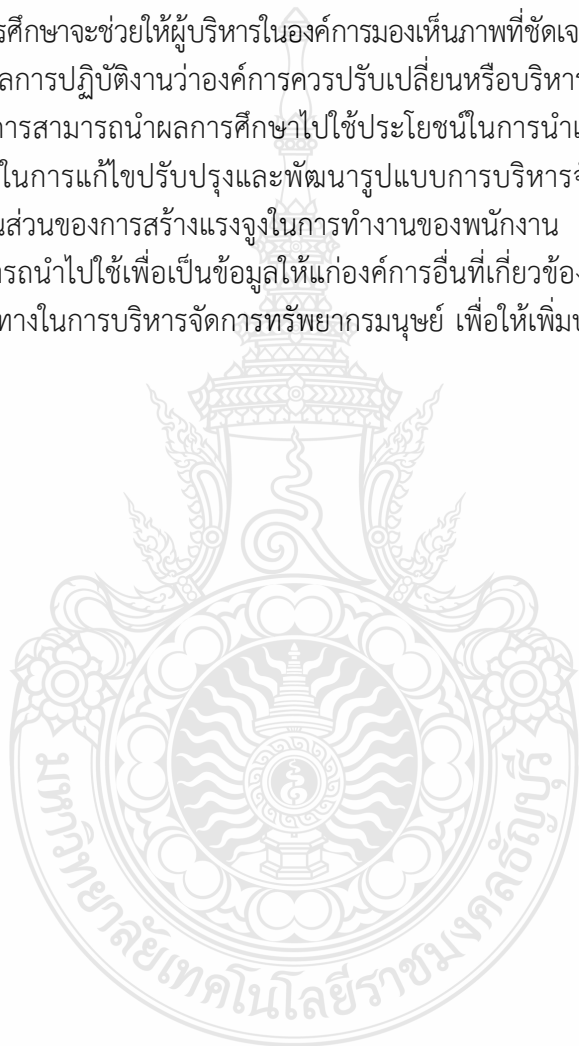 รศึกษาจะช่วยให้ผู้บริหารในองค์การมองเห็นภาพที่ชัดเจ
ลการปฏิบัติงานว่าองค์การควรปรับเปลี่ยนหรือบริหาร
การสามารถนำผลการศึกษาไปใช้ประโยชน์ในการนำเ
ในการแก้ไขปรับปรุงและพัฒนารูปแบบการบริหารจ
นส่วนของการสร้างแรงจูงในการทำงานของพนักงาน
ารถนำไปใช้เพื่อเป็นข้อมูลให้แก่องค์การอื่นที่เกี่ยวข้อง
ทางในการบริหารจัดการทรัพยากรมนุษย์ เพื่อให้เพิ่ม
มหาวิทยาลัยเทคโนโลยีราชมงคลธัญบุรี